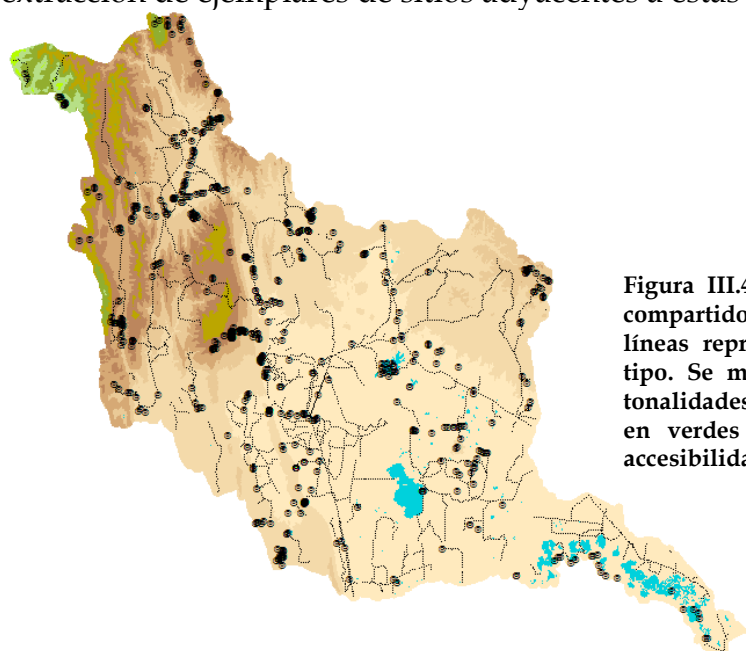 extracción de ejemplares de sitios adyacentes a estas
Figura III.4
compartido
líneas repr
tipo. Se m
tonalidades
en verdes
accesibilida